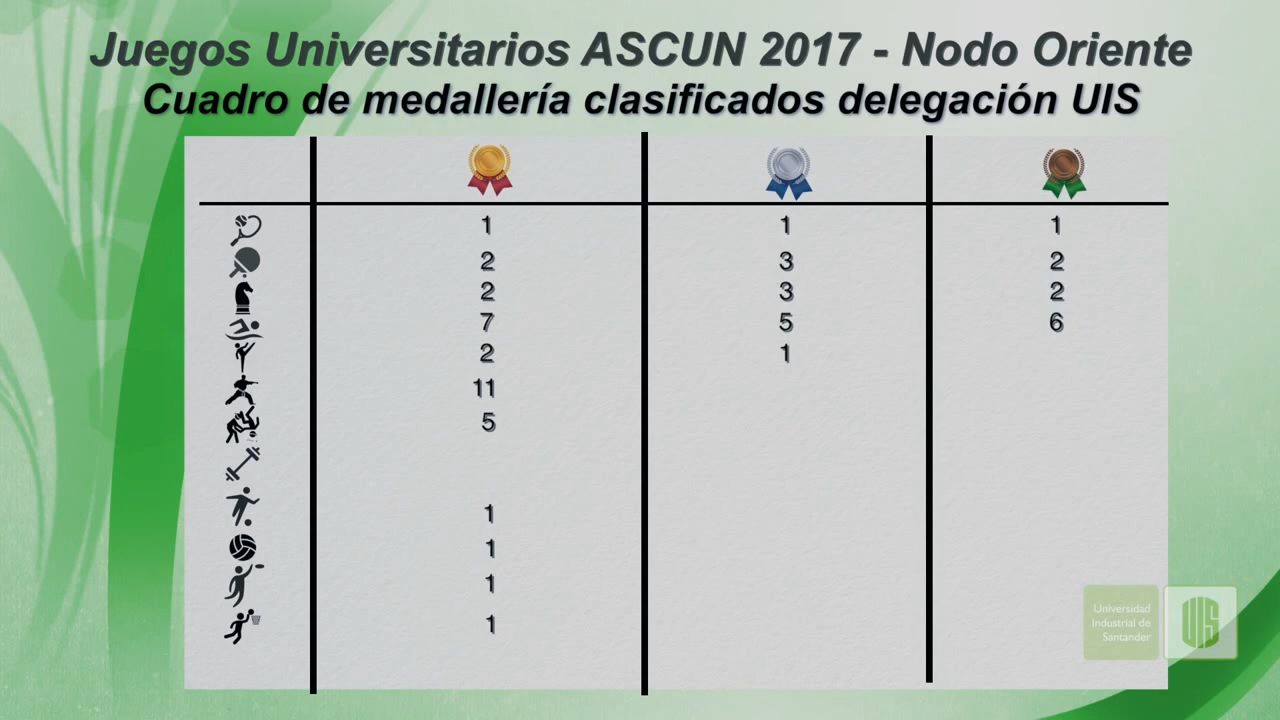 Juegos Universitarios ASCUN 2017 - Nodo Oriente
Cuadro de medallería clasificados delegación UIS
1 1 1
2 3 2
2 3 2
7 5 6
2 1
11
5
1
1
1
1
Universidad
Industrial de
Santander
UIS